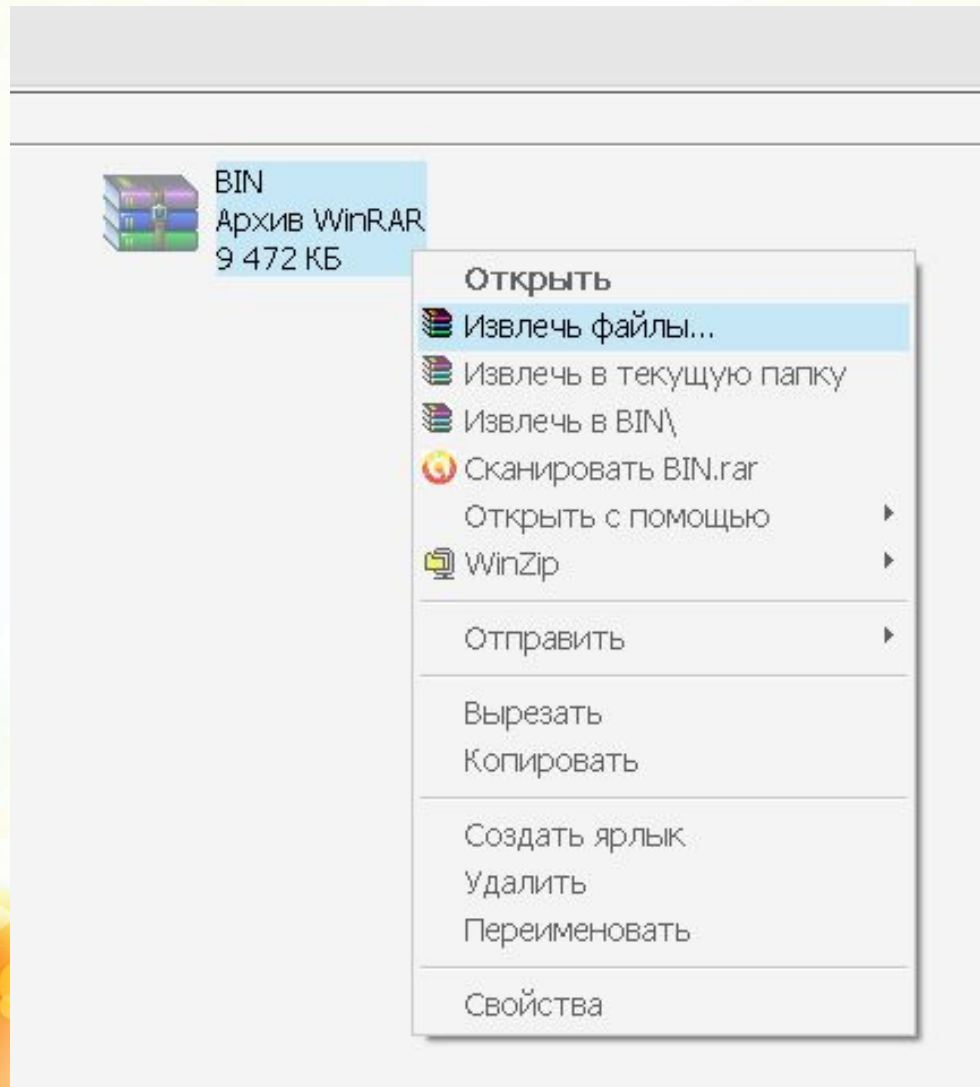 BIN
Архив WinRAR
9 472 КБ
Открыть
Извлечь файлы...
Извлечь в текущую папку
Извлечь в BIN\
Сканировать BIN.rar
Открыть с помощью
WinZip
Отправить
Вырезать
Копировать
Создать ярлык
Удалить
Переименовать
Свойства